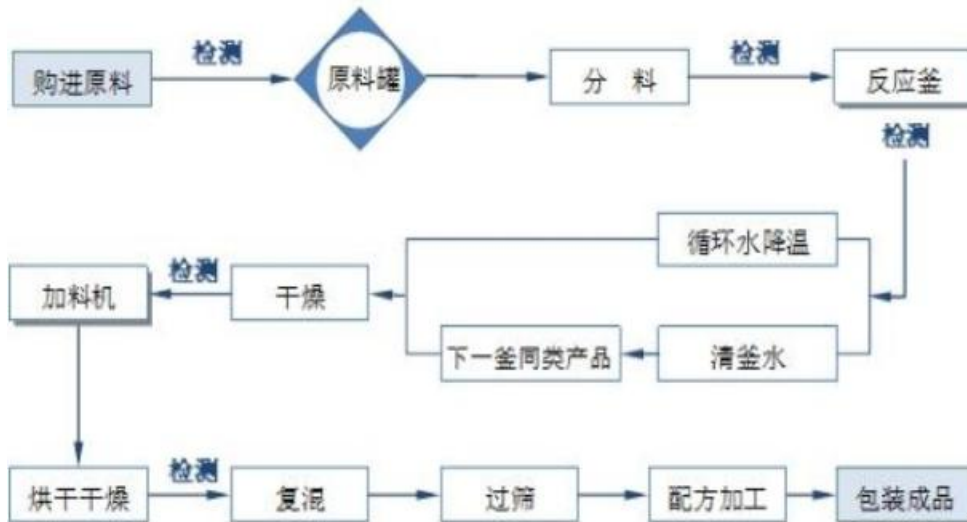 购进原料
检测
原料罐
分 料
检测
反应釜
检测
循环水降温
加料机
检测
干燥
下一釜同类产品
清釜水
烘干干燥
检测
复混
过筛
配方加工
包装成品